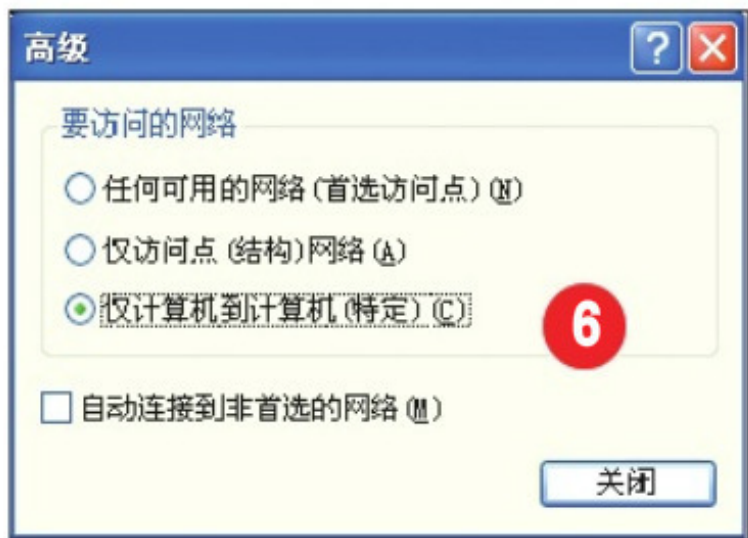 高级
要访问的网络
任何可用的网络(首选访问点)(N)
仅访问点(结构)网络(A)
仅计算机到计算机(特定)(C)
6
自动连接到非首选的网络(M)
关闭